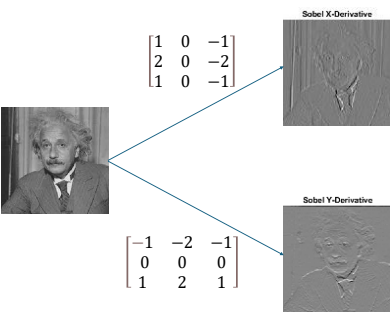 Sobel X-Derivative
1 0 −1
2 0 −2
1 0 −1
Sobel Y-Derivative
−1 −2 −1
0 0 0
1 2 1